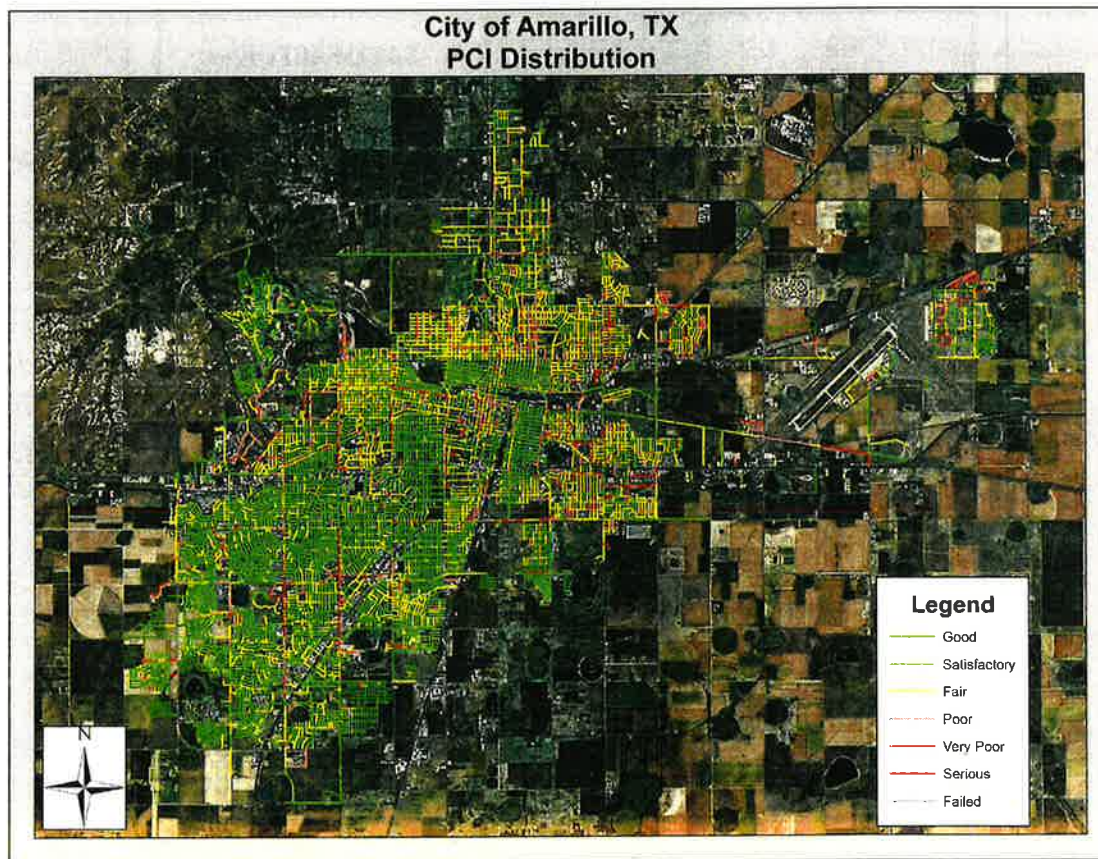 City of Amarillo, TX
PCI Distribution
Legend
Good
Satisfactory
Fair
Poor
Very Poor
Serious
Failed
N